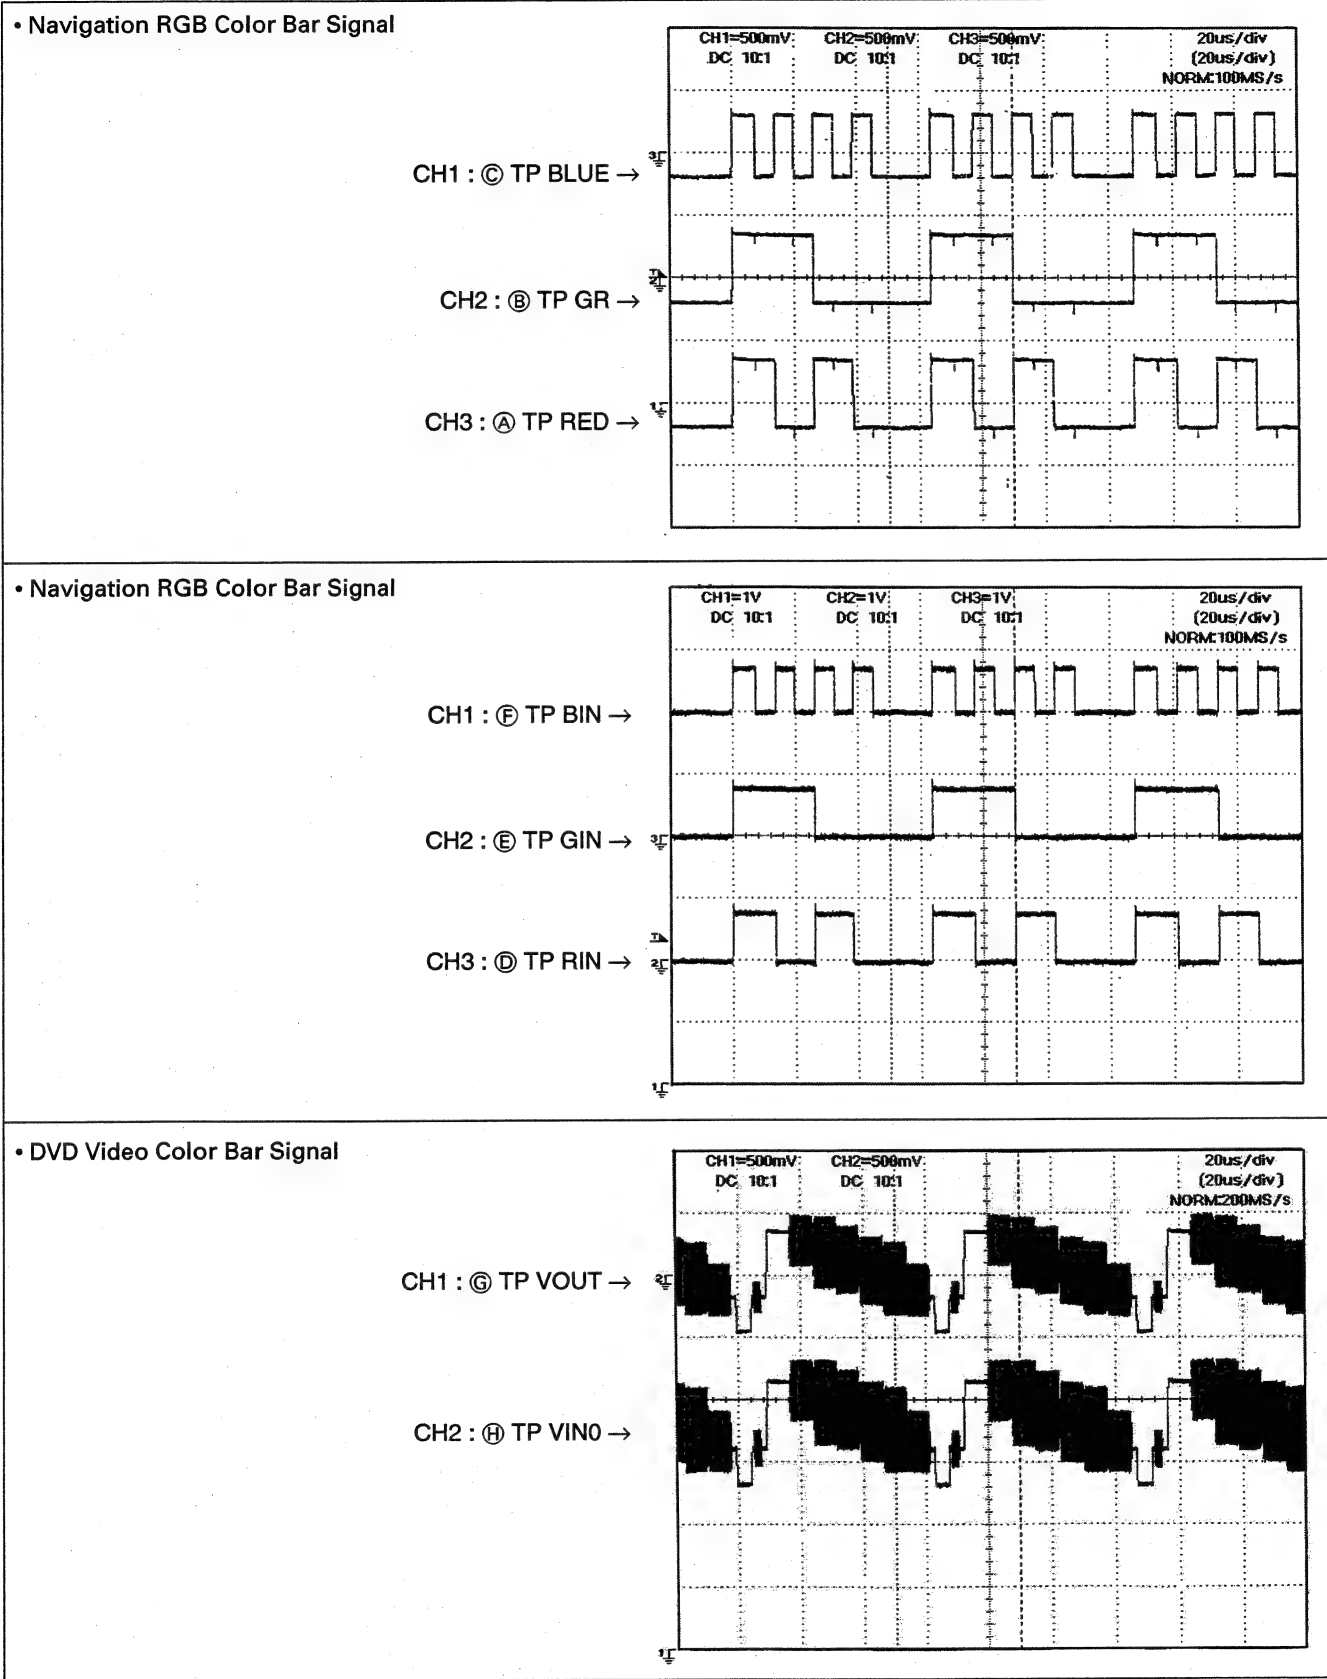 • Navigation RGB Color Bar Signal
CH1=500mV CH2=500mV CH3=500mV 20us/div
DC 10:1 DC 10:1 DC 10:1 (20us/div)
NORM:100MS/s
CH1 : Ⓒ TP BLUE →
CH2 : Ⓑ TP GR →
CH3 : Ⓐ TP RED →
• Navigation RGB Color Bar Signal
CH1=1V CH2=1V CH3=1V 20us/div
DC 10:1 DC 10:1 DC 10:1 (20us/div)
NORM:100MS/s
CH1 : Ⓕ TP BIN →
CH2 : Ⓔ TP GIN →
CH3 : Ⓓ TP RIN →
• DVD Video Color Bar Signal
CH1=500mV CH2=500mV 20us/div
DC 10:1 DC 10:1 (20us/div)
NORM:200MS/s
CH1 : Ⓖ TP VOUT →
CH2 : Ⓗ TP VIN0 →